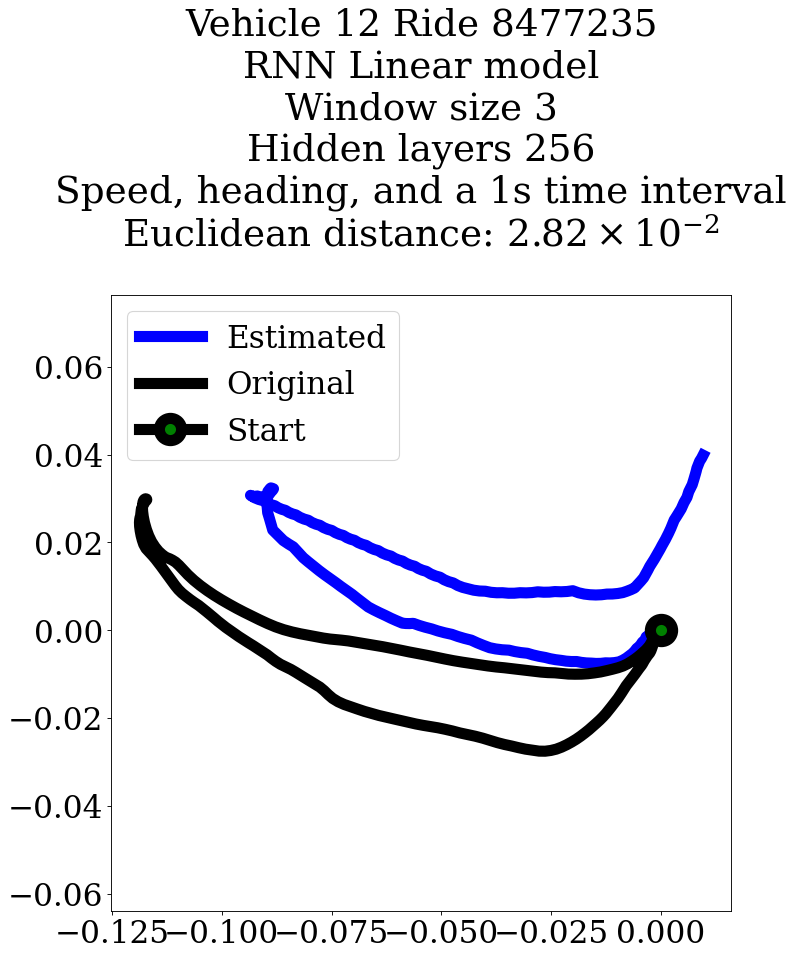 Vehicle 12 Ride 8477235
RNN Linear model
Window size 3
Hidden layers 256
Speed, heading, and a 1s time interval
Euclidean distance: 2.82 × 10⁻²
Estimated
Original
Start
0.06
0.04
0.02
0.00
−0.02
−0.04
−0.06
−0.125 −0.100 −0.075 −0.050 −0.025 0.000